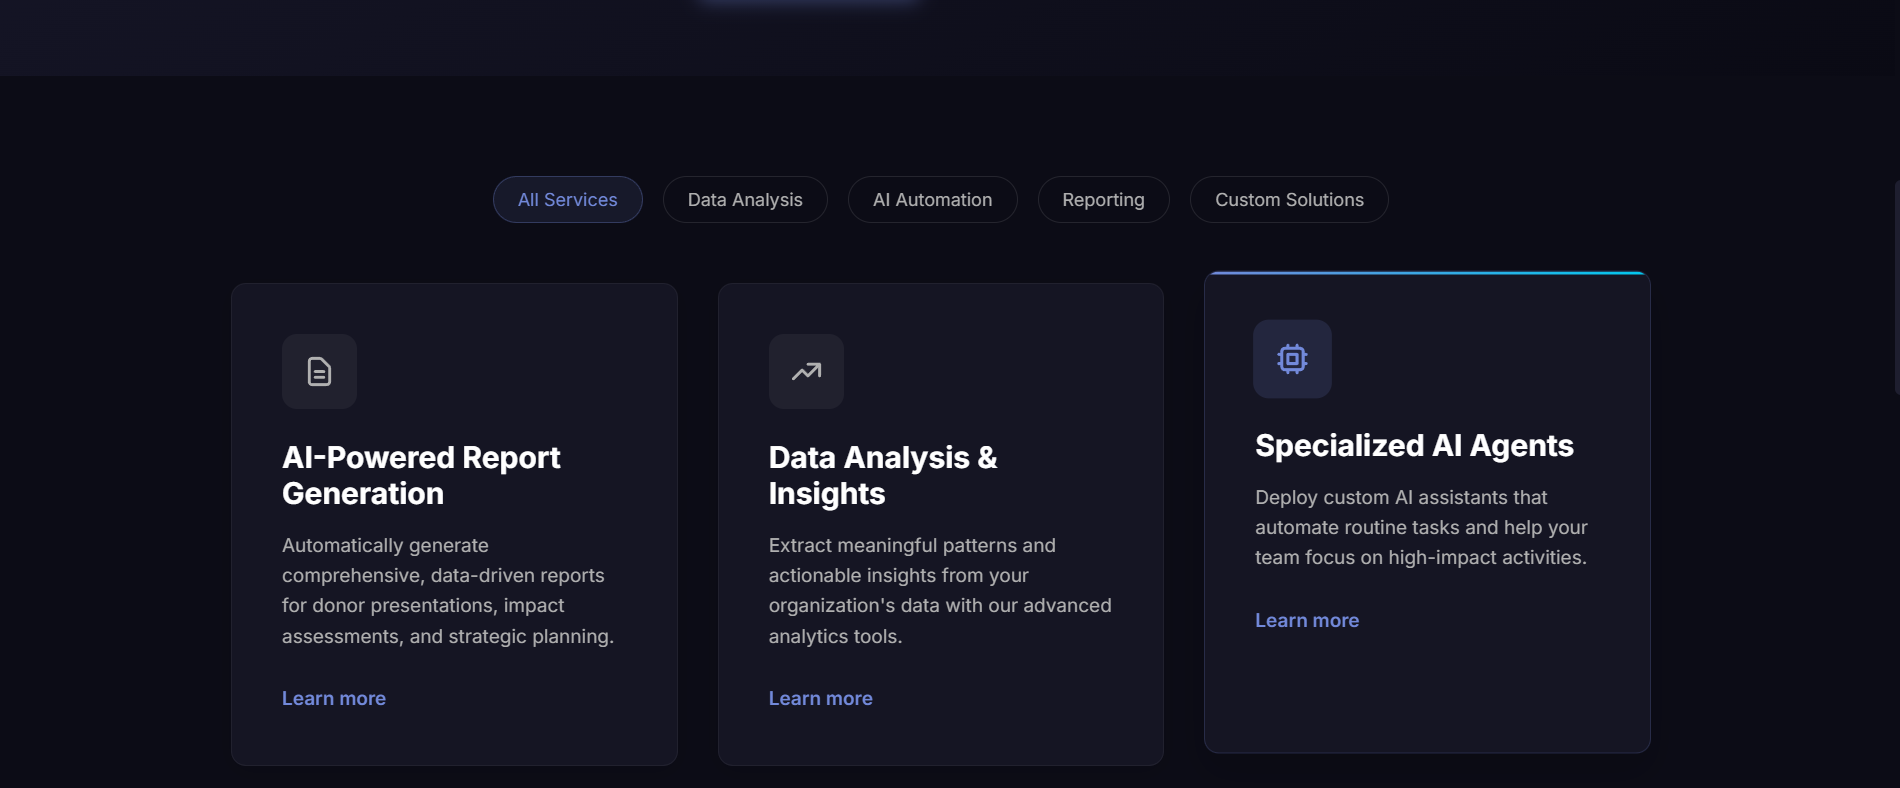 All Services
Data Analysis
AI Automation
Reporting
Custom Solutions
AI-Powered Report
Generation
Automatically generate
comprehensive, data-driven reports
for donor presentations, impact
assessments, and strategic planning.
Learn more
Data Analysis &
Insights
Extract meaningful patterns and
actionable insights from your
organization's data with our advanced
analytics tools.
Learn more
Specialized AI Agents
Deploy custom AI assistants that
automate routine tasks and help your
team focus on high-impact activities.
Learn more